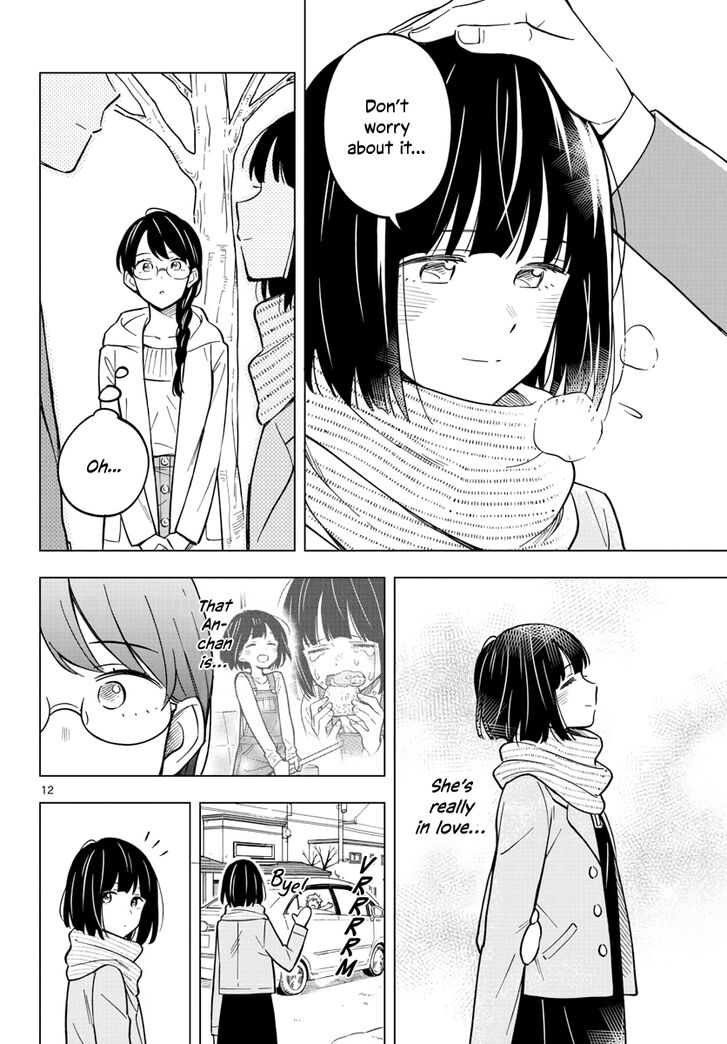 Don't
worry
about it...
Oh...
She's
really
in love...
That
An-
chan
is...
12
VRRRRM
Bye!